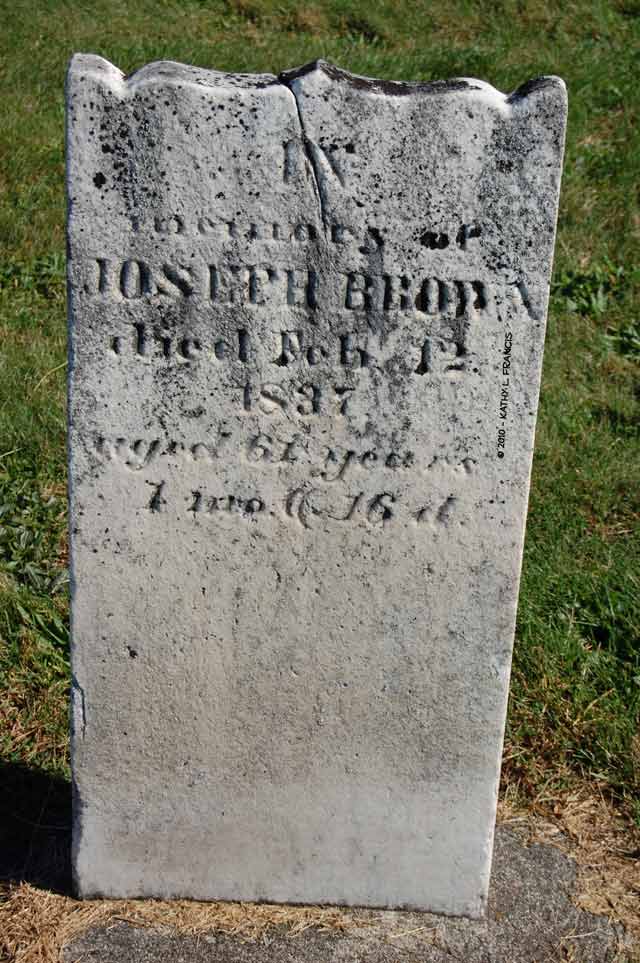 IN
memory of
JOSEPH BROWN
died Feb. 12
1837
aged 61 years
1 mo. & 16 d.
© 2010 - KATHY L. FRANCIS